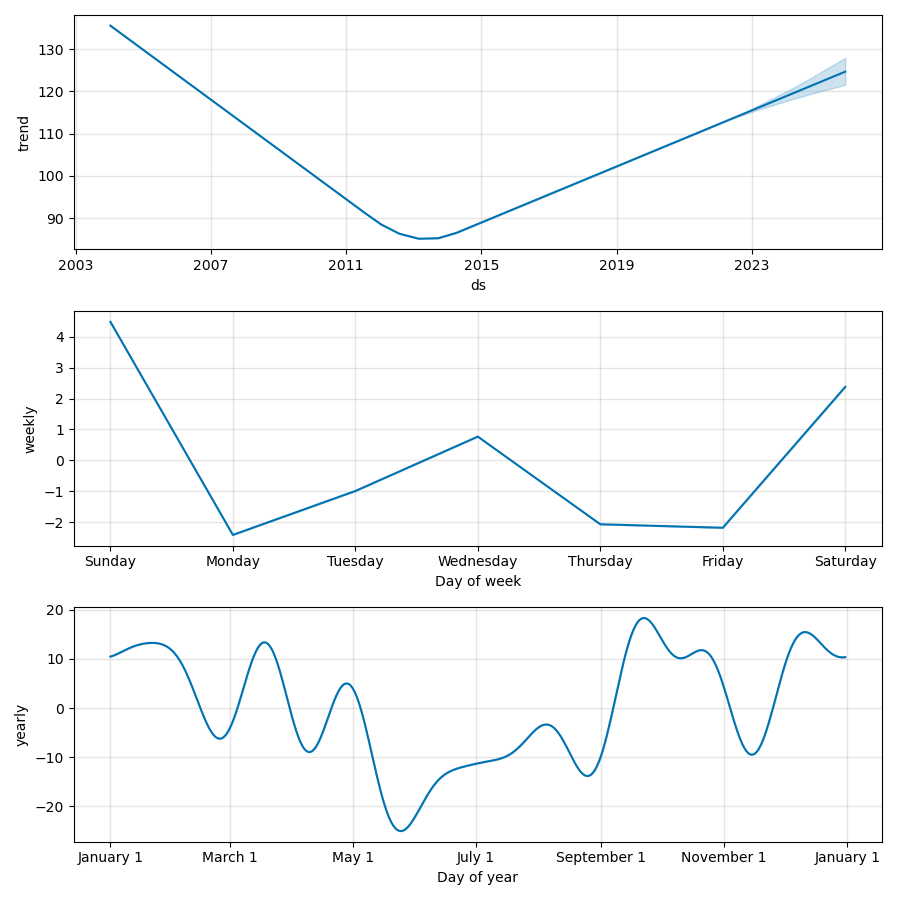 130
120
110
100
90
trend
2003 2007 2011 2015 2019 2023
ds
4
3
2
1
0
−1
−2
weekly
Sunday Monday Tuesday Wednesday Thursday Friday Saturday
Day of week
20
10
0
−10
−20
yearly
January 1 March 1 May 1 July 1 September 1 November 1 January 1
Day of year